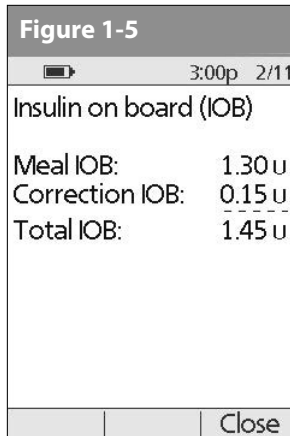 Figure 1-5
3:00p 2/11
Insulin on board (IOB)
Meal IOB: 1.30 U
Correction IOB: 0.15 U
Total IOB: 1.45 U
Close